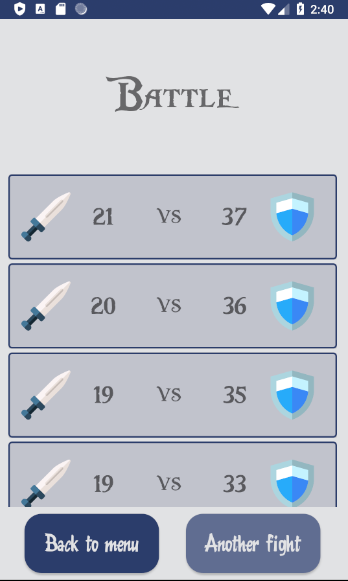 2:40
Battle
21 VS 37
20 VS 36
19 VS 35
19 VS 33
Back to menu Another fight